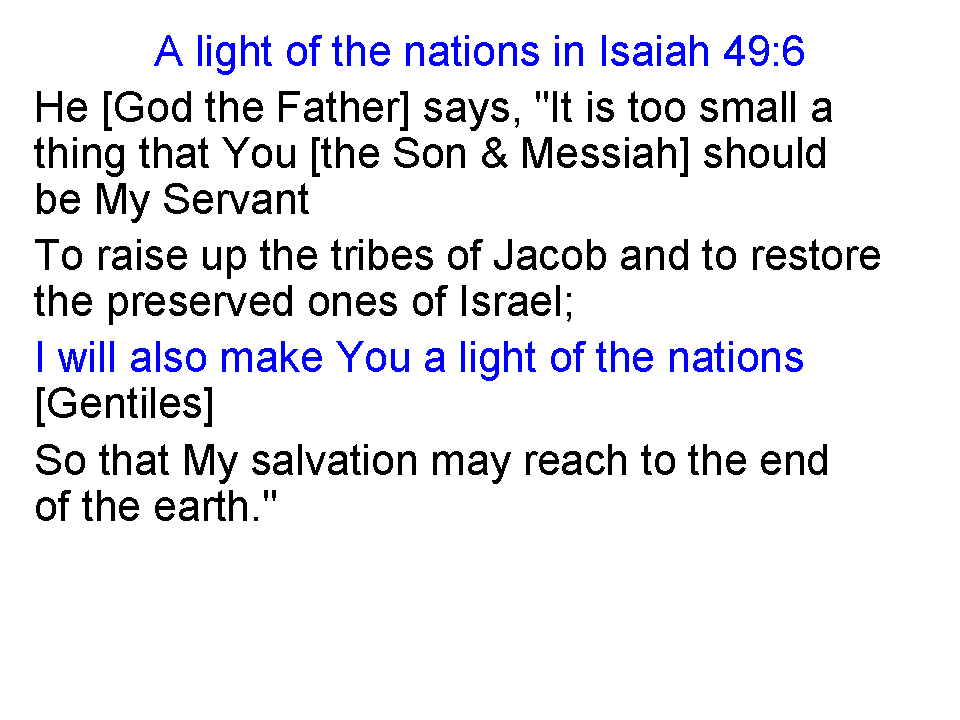 A light of the nations in Isaiah 49:6
He [God the Father] says, "It is too small a
thing that You [the Son & Messiah] should
be My Servant
To raise up the tribes of Jacob and to restore
the preserved ones of Israel;
I will also make You a light of the nations
[Gentiles]
So that My salvation may reach to the end
of the earth."